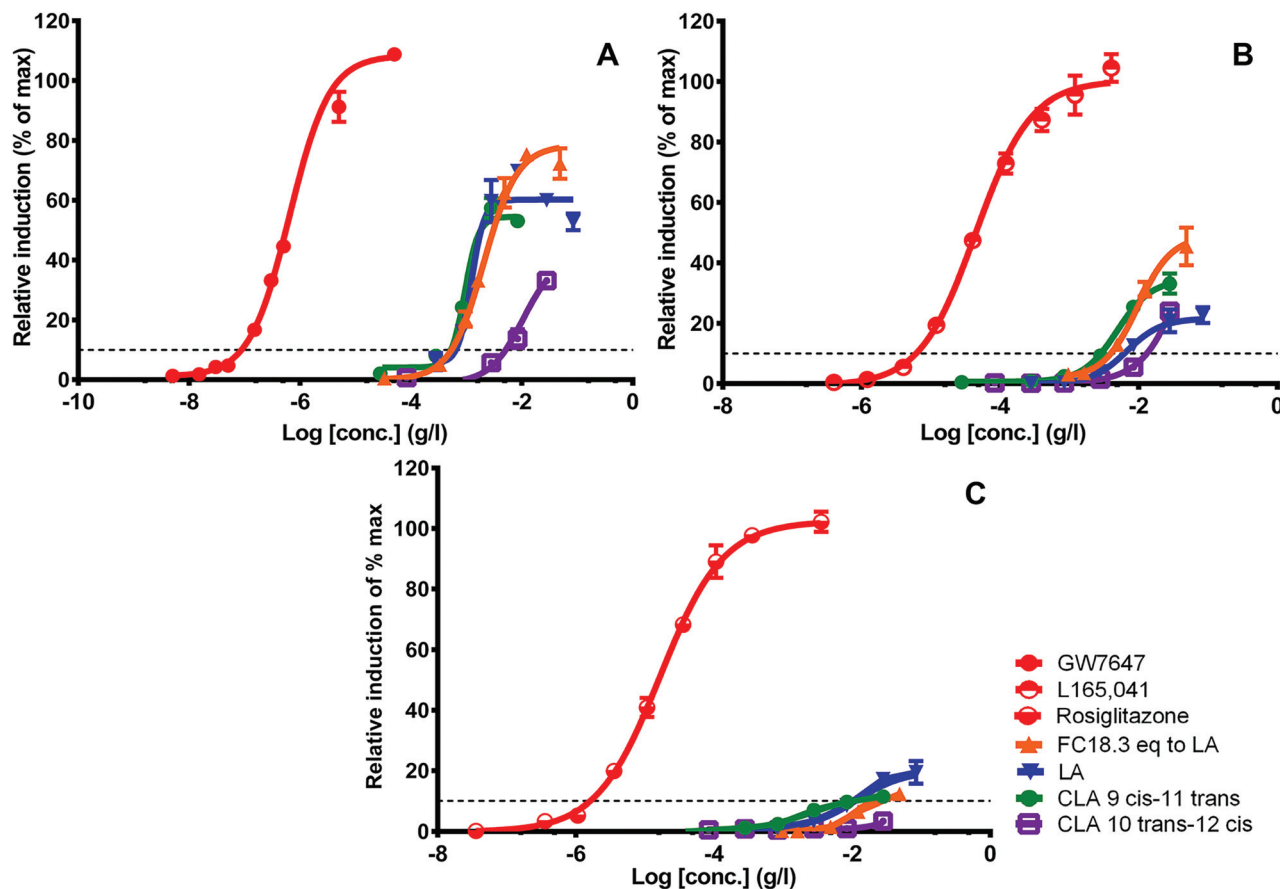 A
Relative induction (% of max)
120
100
80
60
40
20
0
-10
-8
-6
-4
-2
0
Log [conc.] (g/l)
B
Relative induction (% of max)
120
100
80
60
40
20
0
-8
-6
-4
-2
0
Log [conc.] (g/l)
C
Relative induction of % max
120
100
80
60
40
20
0
-8
-6
-4
-2
0
Log [conc.] (g/l)
GW7647
L165,041
Rosiglitazone
FC18.3 eq to LA
LA
CLA 9 cis-11 trans
CLA 10 trans-12 cis